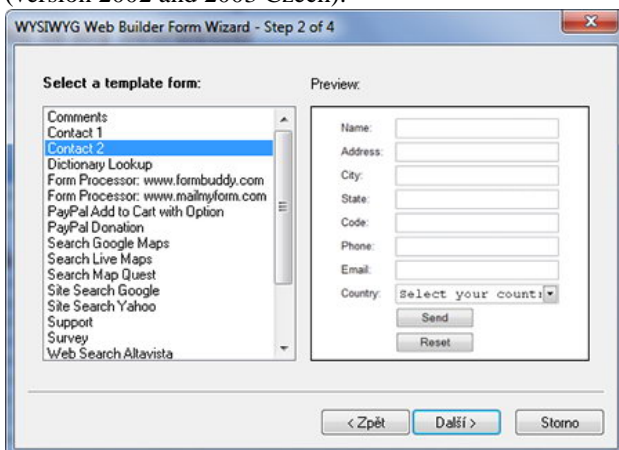 (version 2002 and 2003 Czech).
WYSIWYG Web Builder Form Wizard - Step 2 of 4
Select a template form:
Preview:
Comments
Contact 1
Contact 2
Dictionary Lookup
Form Processor: www.formbuddy.com
Form Processor: www.mailmyform.com
PayPal Add to Cart with Option
PayPal Donation
Search Google Maps
Search Live Maps
Search Map Quest
Site Search Google
Site Search Yahoo
Support
Survey
Web Search Altavista
Name:
Address:
City:
State:
Code:
Phone:
Email:
Country:
Select your count
Send
Reset
< Zpět
Další >
Storno